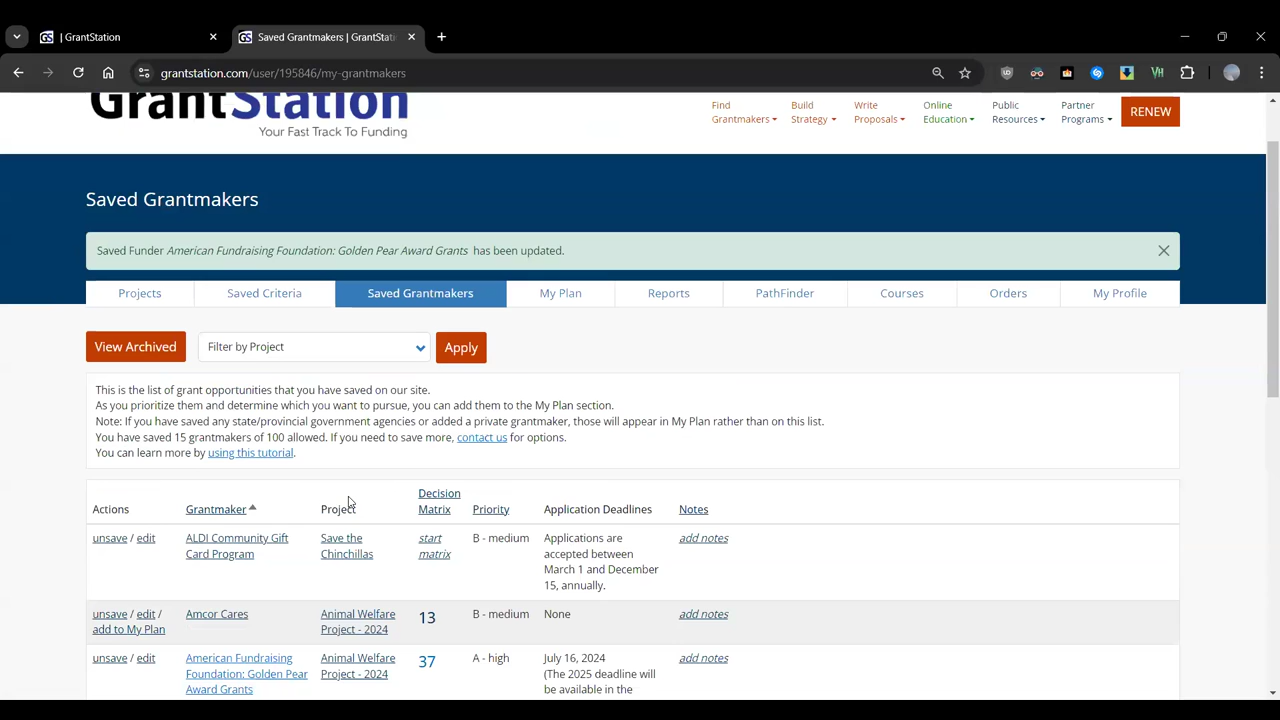 | GrantStation
Saved Grantmakers | GrantStati
grantstation.com/user/195846/my-grantmakers
GrantStation
Your Fast Track To Funding
Find Grantmakers
Build Strategy
Write Proposals
Online Education
Public Resources
Partner Programs
RENEW
Saved Grantmakers
Saved Funder American Fundraising Foundation: Golden Pear Award Grants has been updated.
Projects
Saved Criteria
Saved Grantmakers
My Plan
Reports
PathFinder
Courses
Orders
My Profile
View Archived
Filter by Project
Apply
This is the list of grant opportunities that you have saved on our site.
As you prioritize them and determine which you want to pursue, you can add them to the My Plan section.
Note: If you have saved any state/provincial government agencies or added a private grantmaker, those will appear in My Plan rather than on this list.
You have saved 15 grantmakers of 100 allowed. If you need to save more, contact us for options.
You can learn more by using this tutorial.
Actions
Grantmaker
Project
Decision
Matrix
Priority
Application Deadlines
Notes
unsave / edit
ALDI Community Gift
Card Program
Save the
Chinchillas
start
matrix
B - medium
Applications are
accepted between
March 1 and December
15, annually.
add notes
unsave / edit /
add to My Plan
Amcor Cares
Animal Welfare
Project - 2024
13
B - medium
None
add notes
unsave / edit
American Fundraising
Foundation: Golden Pear
Award Grants
Animal Welfare
Project - 2024
37
A - high
July 16, 2024
(The 2025 deadline will
be available in the
add notes